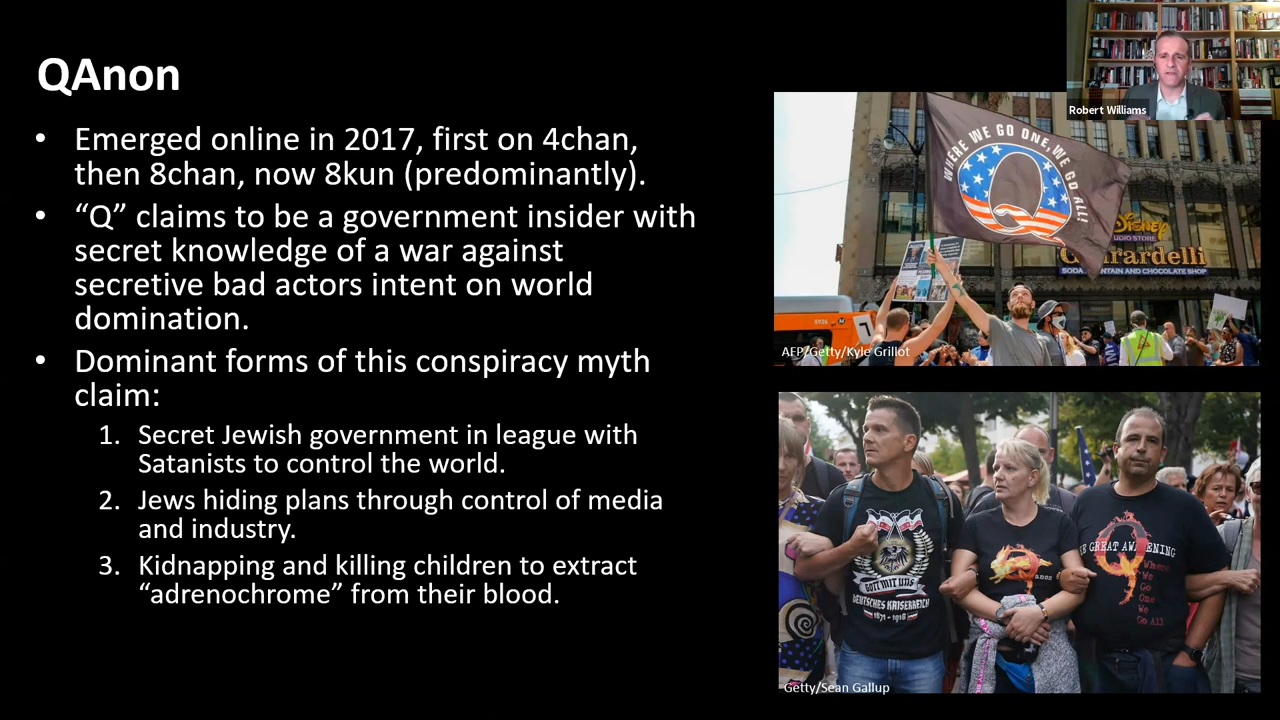 QAnon
• Emerged online in 2017, first on 4chan,
then 8chan, now 8kun (predominantly).
• “Q” claims to be a government insider with
secret knowledge of a war against
secretive bad actors intent on world
domination.
• Dominant forms of this conspiracy myth
claim:
1. Secret Jewish government in league with
Satanists to control the world.
2. Jews hiding plans through control of media
and industry.
3. Kidnapping and killing children to extract
“adrenochrome” from their blood.
Robert Williams
WHERE WE GO ONE, WE GO ALL!
Q
Disney
Ghirardelli
SODA FOUNTAIN AND CHOCOLATE SHOP
AFP/Getty/Kyle Grillot
GOTT MIT UNS
DEUTSCHES KAISERREICH
1871 - 1918
Q
anon
GREAT AWAKENING
Q
Where
We
Go
One
We
Go All
Getty/Sean Gallup